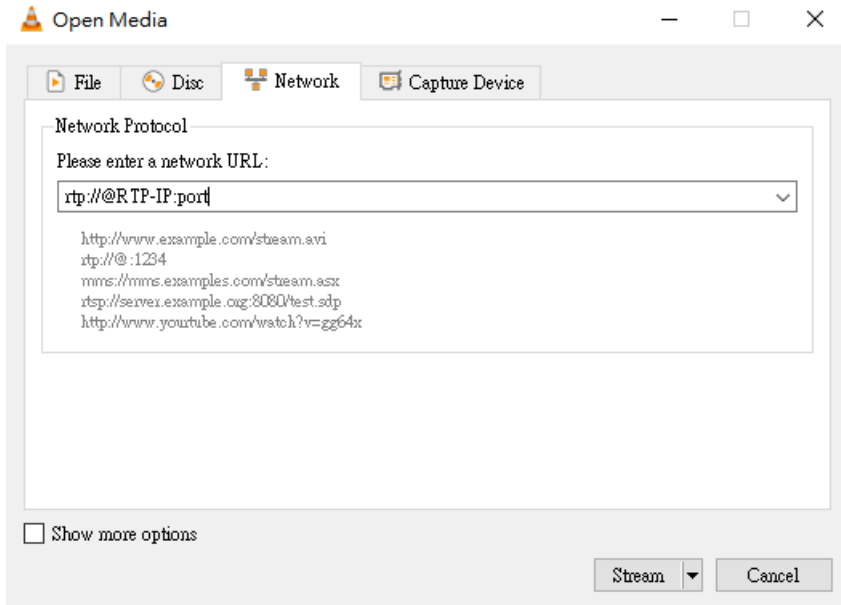 Open Media
File Disc Network Capture Device
Network Protocol
Please enter a network URL:
rtp://@RTP-IP:port
http://www.example.com/stream.avi
rtp://@:1234
mms://mms.examples.com/stream.asx
rtsp://server.example.org:8080/test.sdp
http://www.yourtube.com/watch?v=gg64x
Show more options
Stream Cancel